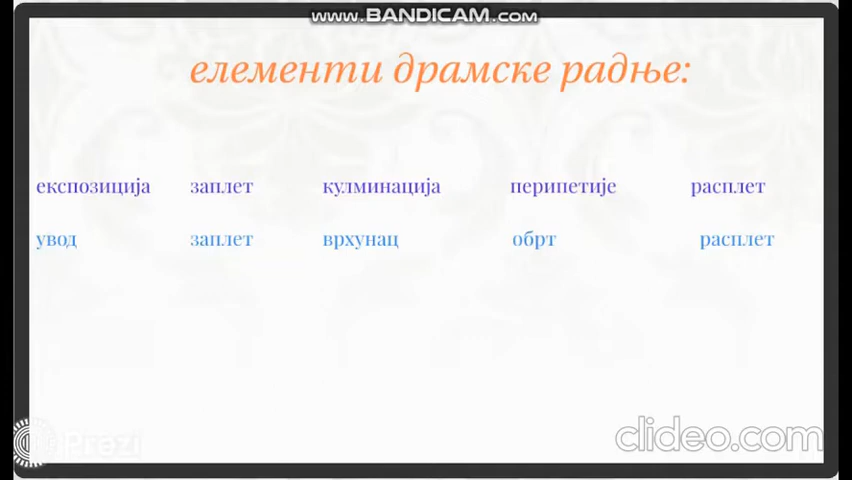 www.BANDICAM.com
елементи драмске радње:
експозиција заплет кулминација перипетије расплет
увод заплет врхунац обрт расплет
Prezi
clideo.com